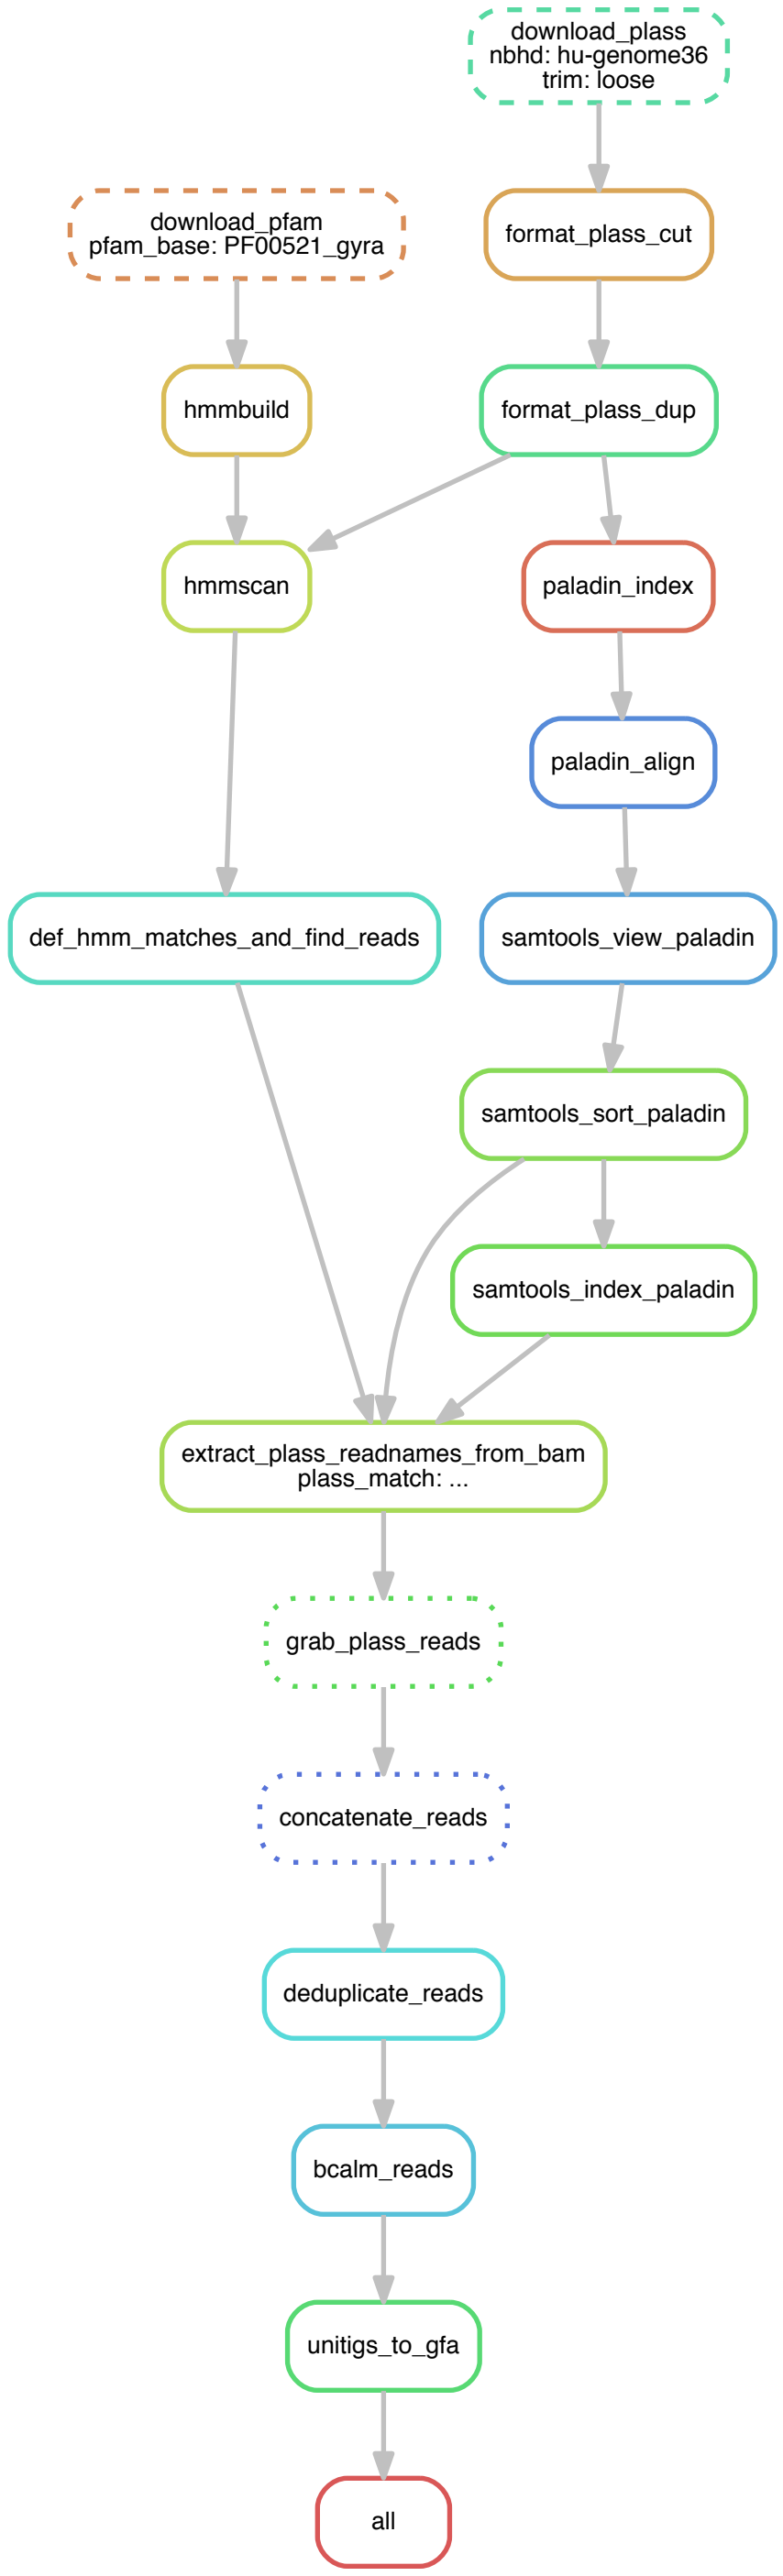 download_plass
nbhd: hu-genome36
trim: loose
download_pfam
pfam_base: PF00521_gyra
format_plass_cut
hmmbuild
format_plass_dup
hmmscan
paladin_index
paladin_align
def_hmm_matches_and_find_reads
samtools_view_paladin
samtools_sort_paladin
samtools_index_paladin
extract_plass_readnames_from_bam
plass_match: ...
grab_plass_reads
concatenate_reads
deduplicate_reads
bcalm_reads
unitigs_to_gfa
all